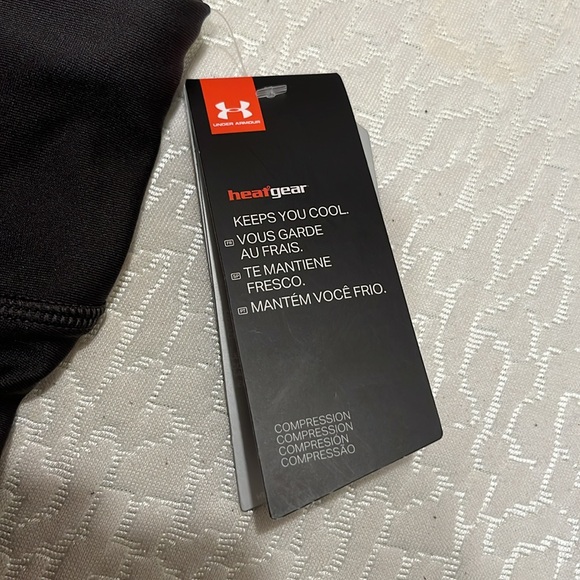 UNDER ARMOUR
heatgear
KEEPS YOU COOL.
FR VOUS GARDE
AU FRAIS.
SP TE MANTIENE
FRESCO.
PT MANTÉM VOCÊ FRIO.
COMPRESSION
COMPRESSION
COMPRESIÓN
COMPRESSÃO